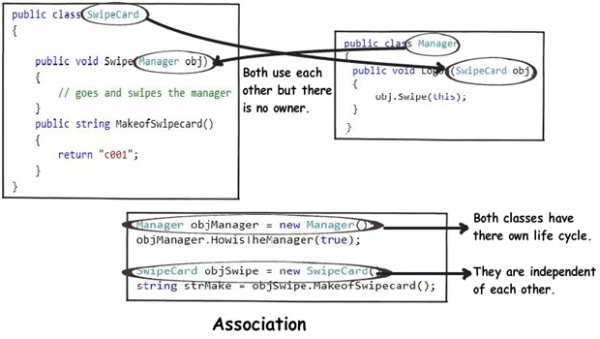 public class SwipeCard
{
public void Swipe(Manager obj)
{
// goes and swipes the manager
}
public string MakeofSwipecard()
{
return "c001";
}
}
Both use each
other but there
is no owner.
public class Manager
{
public void (SwipeCard obj)
{
obj.Swipe(this);
}
}
Manager objManager = new Manager()
objManager.HowisTheManager(true);
SwipeCard objSwipe = new SwipeCard(
string strMake = objSwipe.MakeofSwipecard();
Both classes have
there own life cycle.
They are independent
of each other.
Association